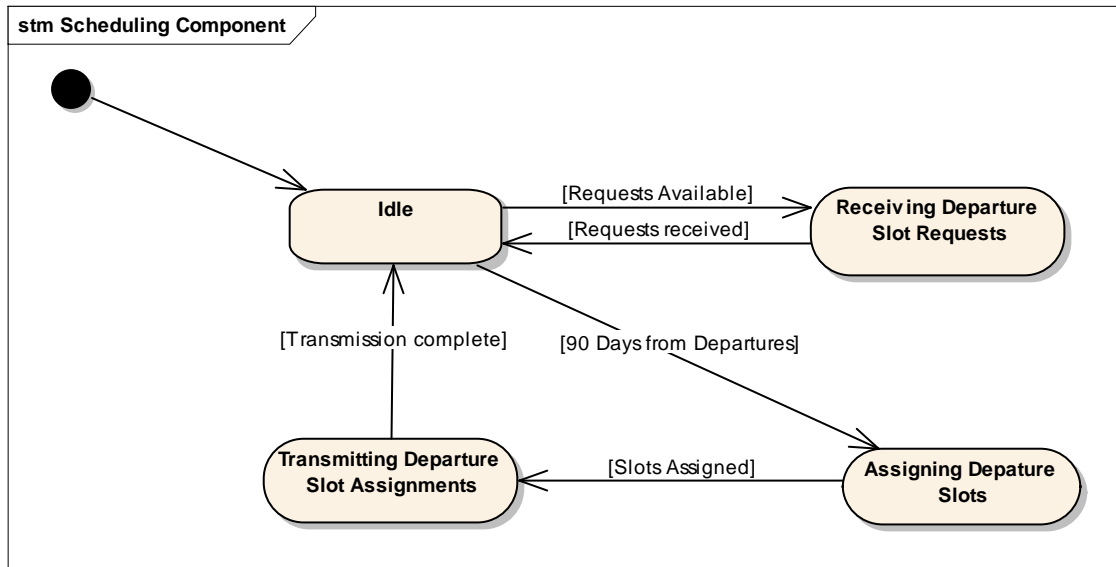 stm Scheduling Component
Idle
[Requests Available]
[Requests received]
Receiving Departure
Slot Requests
[Transmission complete]
[90 Days from Departures]
Transmitting Departure
Slot Assignments
[Slots Assigned]
Assigning Depature
Slots